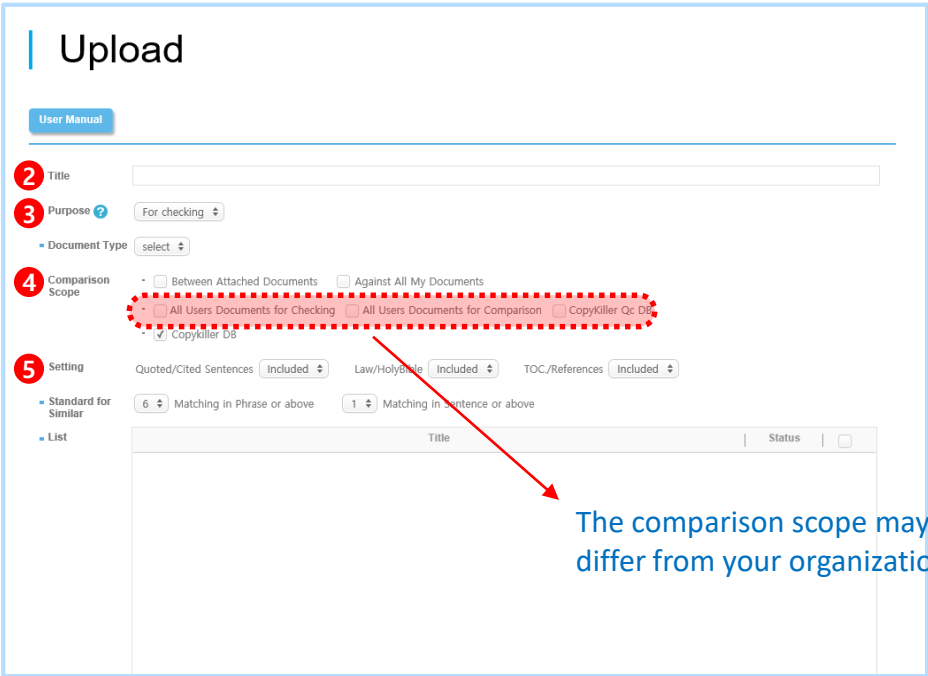 Upload
User Manual
2 Title
3 Purpose ? For checking
Document Type select
4 Comparison Scope - Between Attached Documents Against All My Documents
- All Users Documents for Checking All Users Documents for Comparison CopyKiller Qc DB
- Copykiller DB
5 Setting Quoted/Cited Sentences Included Law/HolyBible Included TOC./References Included
Standard for Similar 6 Matching in Phrase or above 1 Matching in Sentence or above
List Title | Status |
The comparison scope may
differ from your organizatio